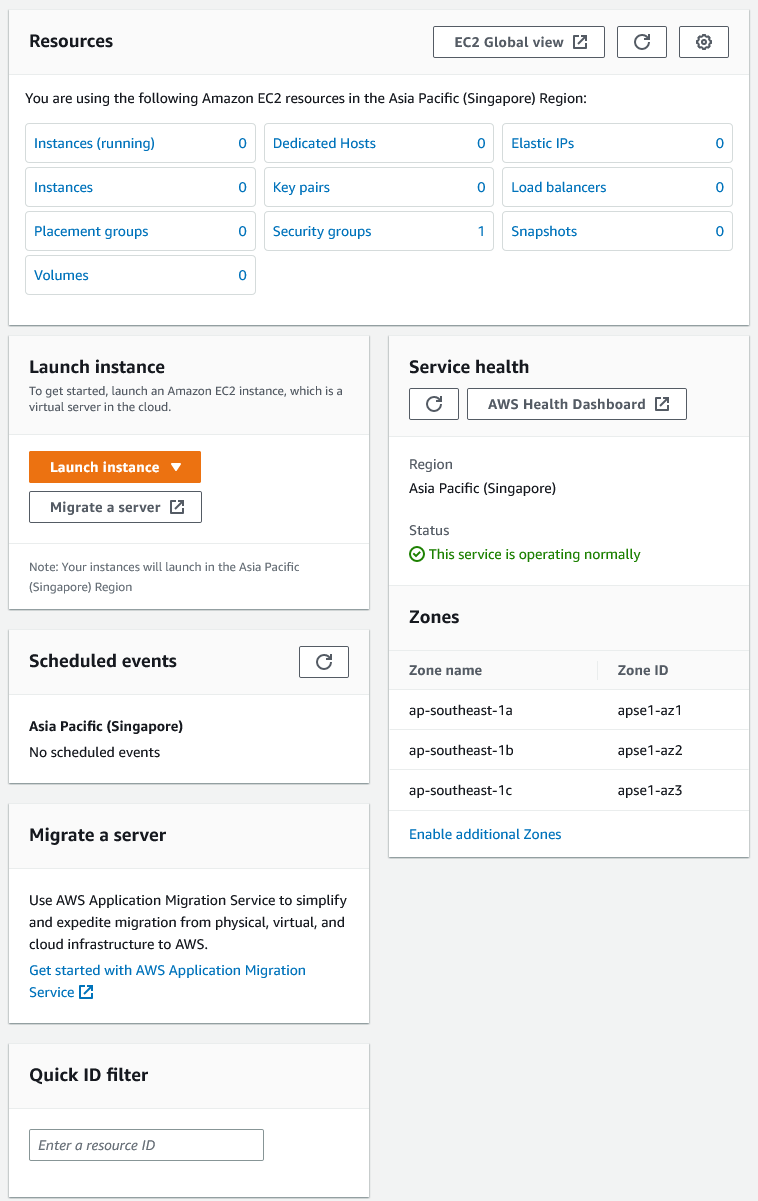 Resources
EC2 Global view
You are using the following Amazon EC2 resources in the Asia Pacific (Singapore) Region:
Instances (running) 0
Dedicated Hosts 0
Elastic IPs 0
Instances 0
Key pairs 0
Load balancers 0
Placement groups 0
Security groups 1
Snapshots 0
Volumes 0
Launch instance
To get started, launch an Amazon EC2 instance, which is a
virtual server in the cloud.
Launch instance
Migrate a server
Note: Your instances will launch in the Asia Pacific
(Singapore) Region
Scheduled events
Asia Pacific (Singapore)
No scheduled events
Migrate a server
Use AWS Application Migration Service to simplify
and expedite migration from physical, virtual, and
cloud infrastructure to AWS.
Get started with AWS Application Migration
Service
Quick ID filter
Enter a resource ID
Service health
AWS Health Dashboard
Region
Asia Pacific (Singapore)
Status
This service is operating normally
Zones
Zone name Zone ID
ap-southeast-1a apse1-az1
ap-southeast-1b apse1-az2
ap-southeast-1c apse1-az3
Enable additional Zones